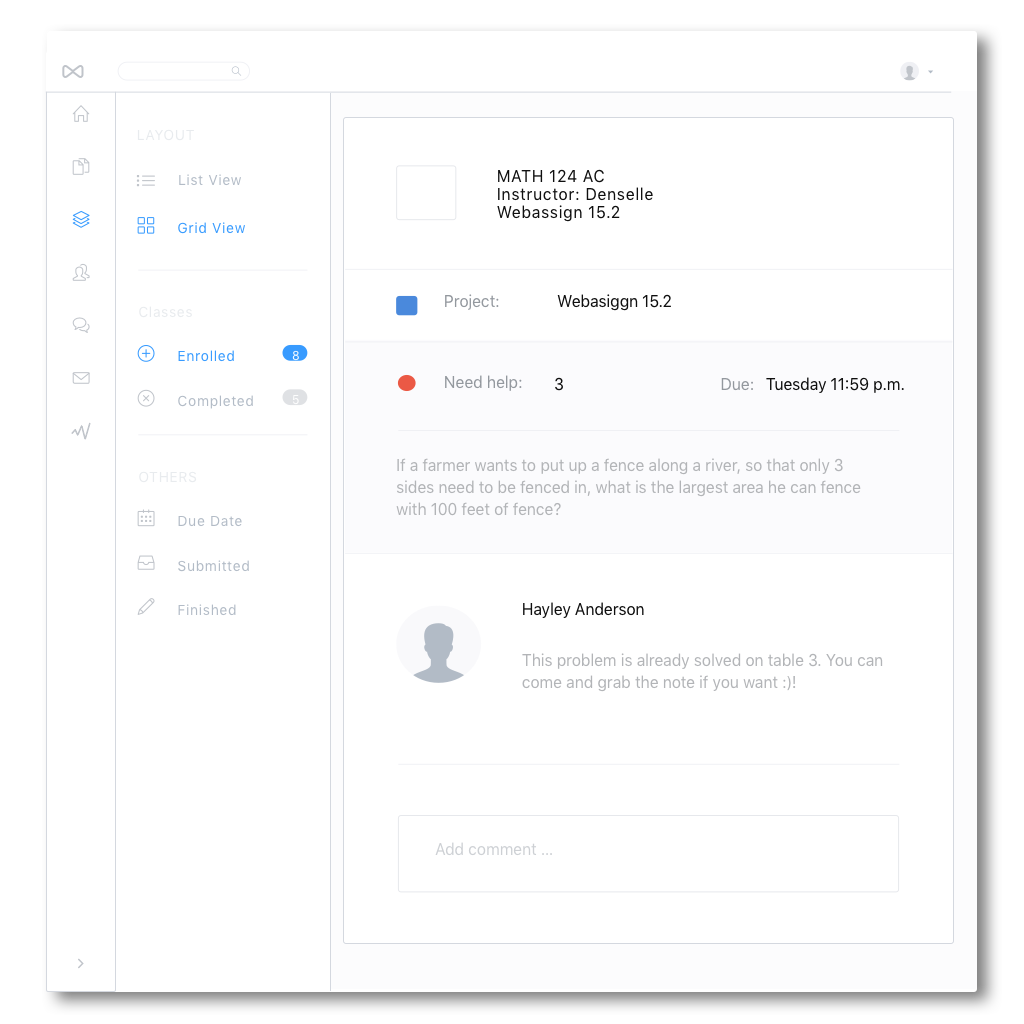 LAYOUT
List View
Grid View
Classes
Enrolled 8
Completed 5
OTHERS
Due Date
Submitted
Finished
MATH 124 AC
Instructor: Denselle
Webassign 15.2
Project: Webasiggn 15.2
Need help: 3 Due: Tuesday 11:59 p.m.
If a farmer wants to put up a fence along a river, so that only 3
sides need to be fenced in, what is the largest area he can fence
with 100 feet of fence?
Hayley Anderson
This problem is already solved on table 3. You can
come and grab the note if you want :)!
Add comment ...